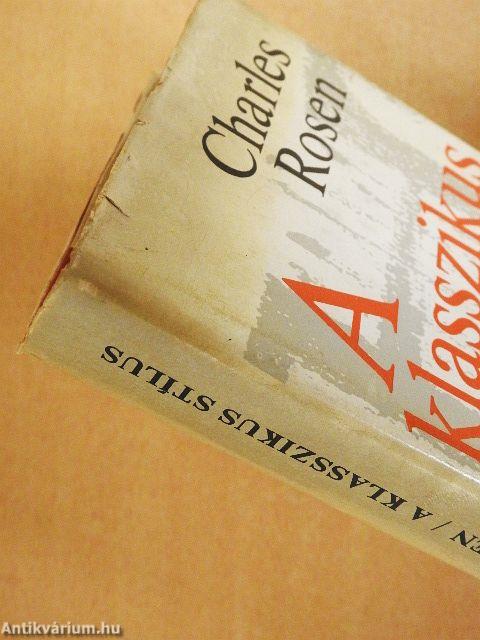 Charles
Rosen
A
klasszikus
EN / A KLASSZIKUS STÍLUS
Antikvárium.hu